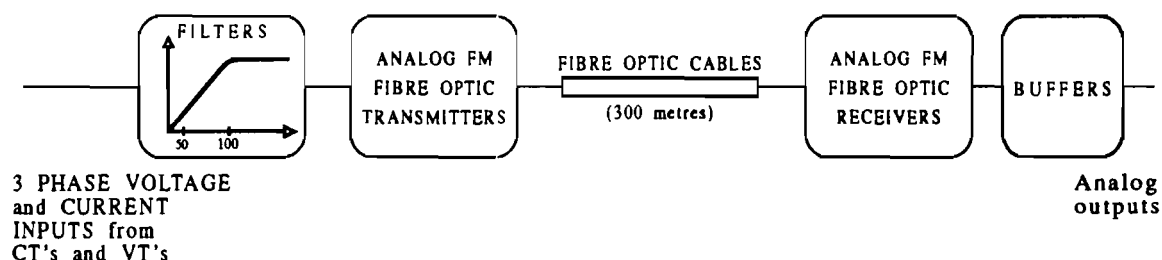 FILTERS
50 100
ANALOG FM
FIBRE OPTIC
TRANSMITTERS
FIBRE OPTIC CABLES
(300 metres)
ANALOG FM
FIBRE OPTIC
RECEIVERS
BUFFERS
3 PHASE VOLTAGE
and CURRENT
INPUTS from
CT's and VT's
Analog
outputs